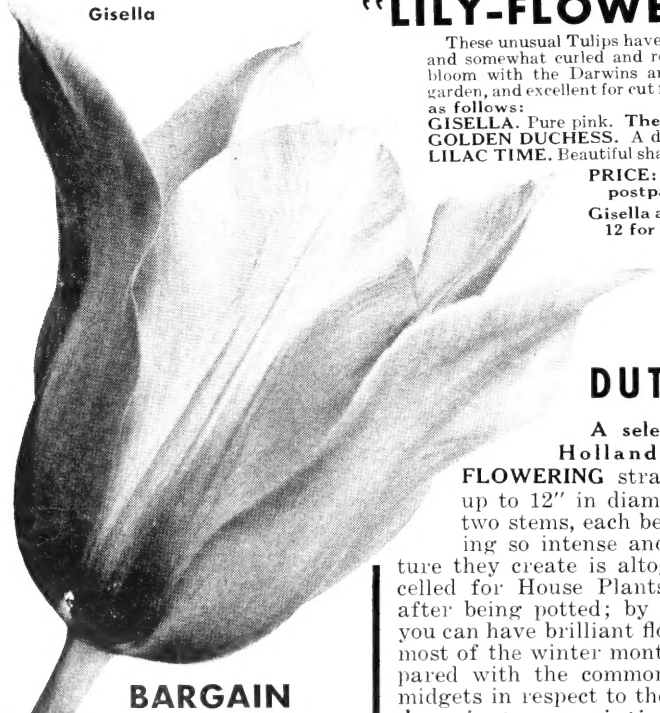 Gisella
"LILY-FLOWE
These unusual Tulips have
and somewhat curled and r
bloom with the Darwins a
garden, and excellent for cut
as follows:
GISELLA. Pure pink. The
GOLDEN DUCHESS. A d
LILAC TIME. Beautiful sha
PRICE:
postp
Gisella a
12 for
DUT
A sele
Holland
FLOWERING stra
up to 12" in diam
two stems, each be
ing so intense and
ture they create is alto
celled for House Plants
after being potted; by
you can have brilliant flo
most of the winter mont
pared with the common
midgets in respect to the
BARGAIN